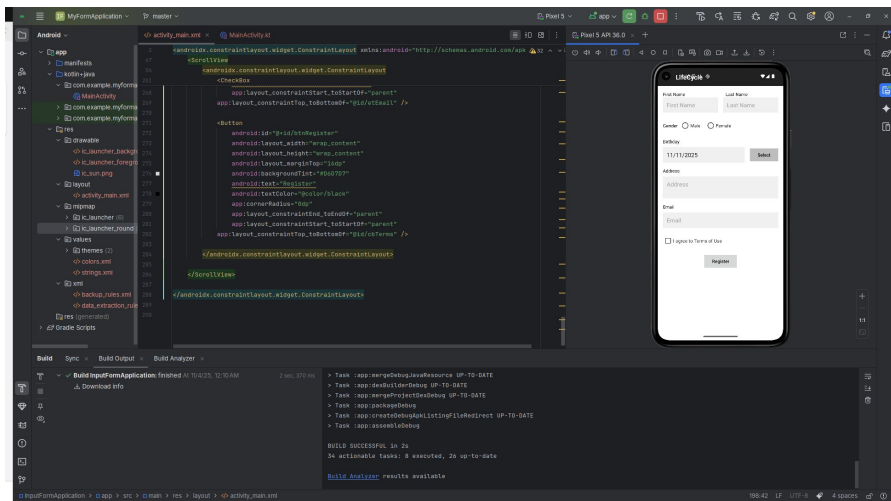 MyFormApplication
master
Pixel 5
app
Android
activity_main.xml
MainActivity.kt
Pixel 5 API 36.0
app
manifests
kotlin+java
com.example.myforma
MainActivity
com.example.myforma
com.example.myforma
res
drawable
ic_launcher_backgr
ic_launcher_foregro
ic_sun.png
layout
activity_main.xml
mipmap
ic_launcher (6)
ic_launcher_round
values
themes (2)
colors.xml
strings.xml
xml
backup_rules.xml
data_extraction_rule
res (generated)
Gradle Scripts
<androidx.constraintlayout.widget.ConstraintLayout xmlns:android="http://schemas.android.com/apk
<ScrollView
<androidx.constraintlayout.widget.ConstraintLayout
<CheckBox
app:layout_constraintStart_toStartOf="parent"
app:layout_constraintTop_toBottomOf="@id/etEmail" />
<Button
android:id="@+id/btnRegister"
android:layout_width="wrap_content"
android:layout_height="wrap_content"
android:layout_marginTop="16dp"
android:backgroundTint="#D6D7D7"
android:text="Register"
android:textColor="@color/black"
app:cornerRadius="0dp"
app:layout_constraintEnd_toEndOf="parent"
app:layout_constraintStart_toStartOf="parent"
app:layout_constraintTop_toBottomOf="@id/cbTerms" />
</androidx.constraintlayout.widget.ConstraintLayout>
</ScrollView>
</androidx.constraintlayout.widget.ConstraintLayout>
LifeCycle
First Name Last Name
First Name Last Name
Gender Male Female
Birthday
11/11/2025 Select
Address
Address
Email
Email
I agree to Terms of Use
Register
1:1
Build Sync Build Output Build Analyzer
Build InputFormApplication: finished At 11/4/25, 12:10 AM 2 sec, 370 ms
Download info
> Task :app:mergeDebugJavaResource UP-TO-DATE
> Task :app:dexBuilderDebug UP-TO-DATE
> Task :app:mergeProjectDexDebug UP-TO-DATE
> Task :app:packageDebug
> Task :app:createDebugApkListingFileRedirect UP-TO-DATE
> Task :app:assembleDebug
BUILD SUCCESSFUL in 2s
34 actionable tasks: 8 executed, 26 up-to-date
Build Analyzer results available
InputFormApplication > app > src > main > res > layout > activity_main.xml
198:42 LF UTF-8 4 spaces